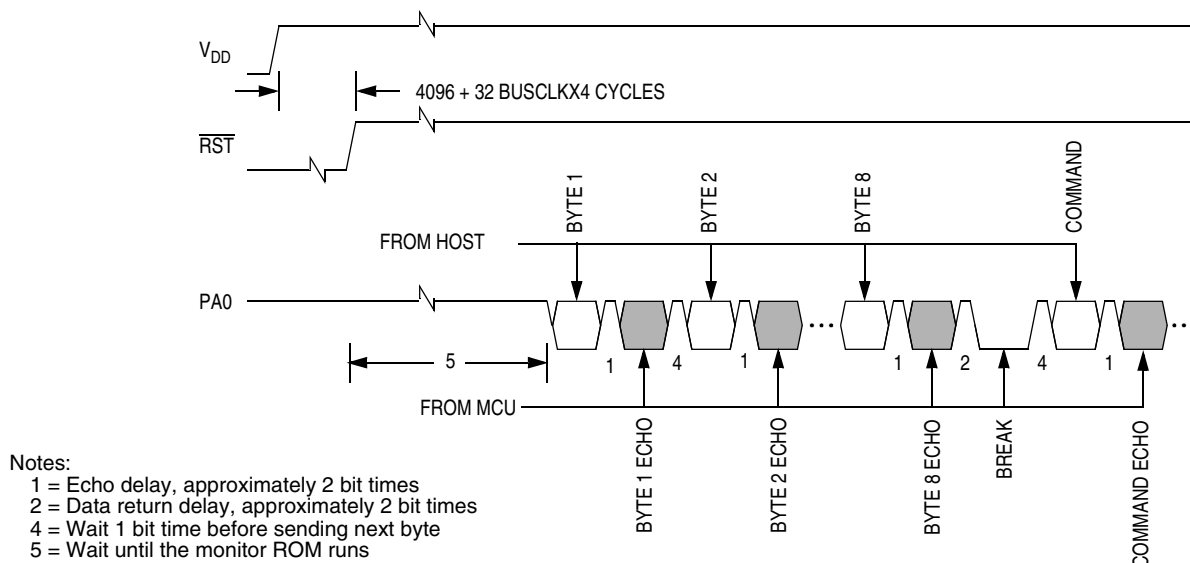 VDD
4096 + 32 BUSCLKX4 CYCLES
RST
BYTE 1
BYTE 2
BYTE 8
COMMAND
FROM HOST
PA0
5
1
4
1
1
2
4
1
FROM MCU
BYTE 1 ECHO
BYTE 2 ECHO
BYTE 8 ECHO
BREAK
COMMAND ECHO
Notes:
1 = Echo delay, approximately 2 bit times
2 = Data return delay, approximately 2 bit times
4 = Wait 1 bit time before sending next byte
5 = Wait until the monitor ROM runs